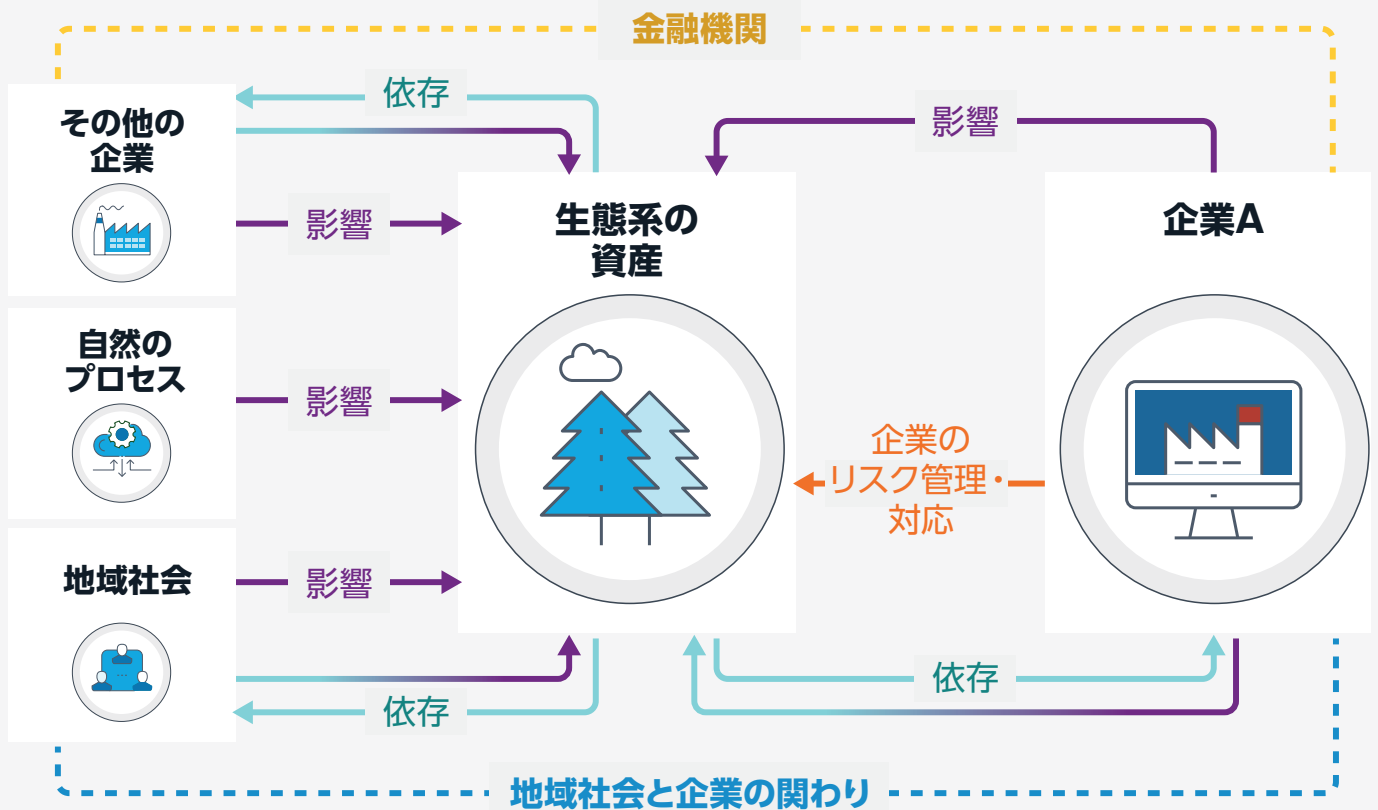 金融機関
依存
影響
その他の
企業
影響
生態系の
資産
企業A
自然の
プロセス
影響
企業の
リスク管理・
対応
地域社会
影響
依存
依存
地域社会と企業の関わり